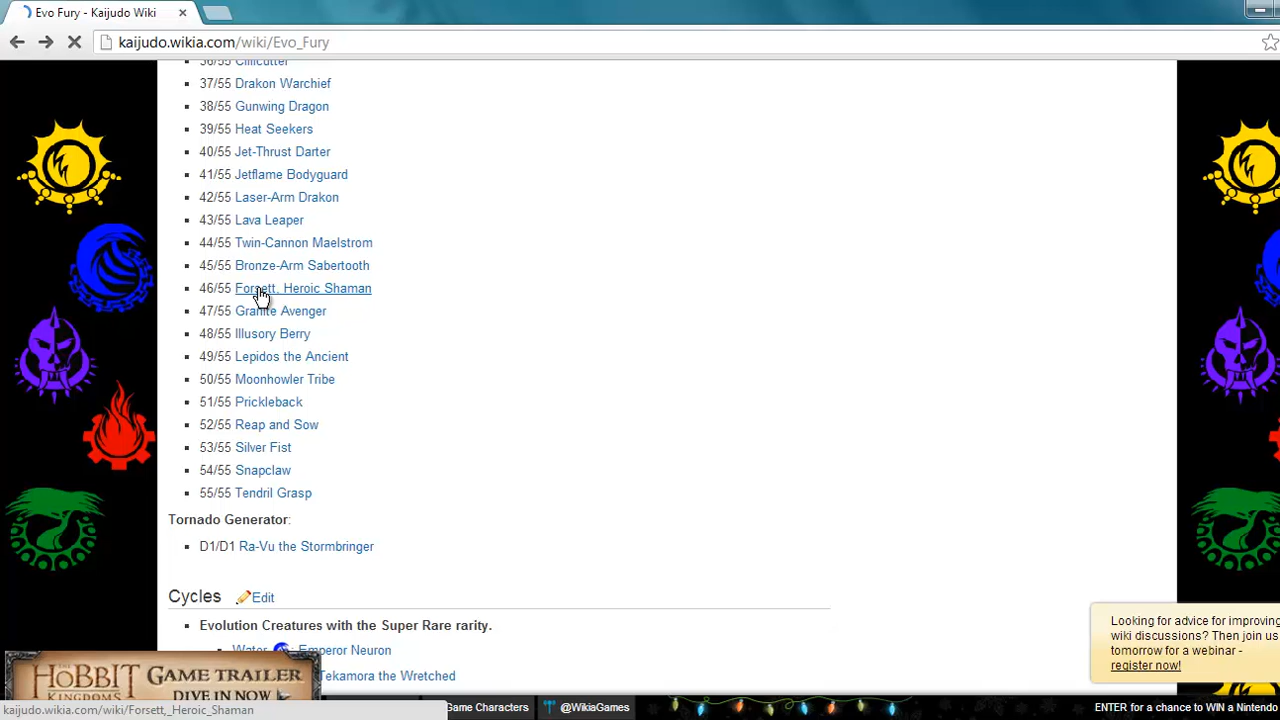 Evo Fury - Kaijudo Wiki
kaijudo.wikia.com/wiki/Evo_Fury
36/55 Chillcutter
37/55 Drakon Warchief
38/55 Gunwing Dragon
39/55 Heat Seekers
40/55 Jet-Thrust Darter
41/55 Jetflame Bodyguard
42/55 Laser-Arm Drakon
43/55 Lava Leaper
44/55 Twin-Cannon Maelstrom
45/55 Bronze-Arm Sabertooth
46/55 Forsett, Heroic Shaman
47/55 Granite Avenger
48/55 Illusory Berry
49/55 Lepidos the Ancient
50/55 Moonhowler Tribe
51/55 Prickleback
52/55 Reap and Sow
53/55 Silver Fist
54/55 Snapclaw
55/55 Tendril Grasp
Tornado Generator:
D1/D1 Ra-Vu the Stormbringer
Cycles Edit
Evolution Creatures with the Super Rare rarity.
Water : Emperor Neuron
Tekamora the Wretched
Looking for advice for improving
wiki discussions? Then join us
tomorrow for a webinar -
register now!
THE HOBBIT KINGDOMS GAME TRAILER
DIVE IN NOW
kaijudo.wikia.com/wiki/Forsett,_Heroic_Shaman
Game Characters @WikiaGames ENTER for a chance to WIN a Nintendo